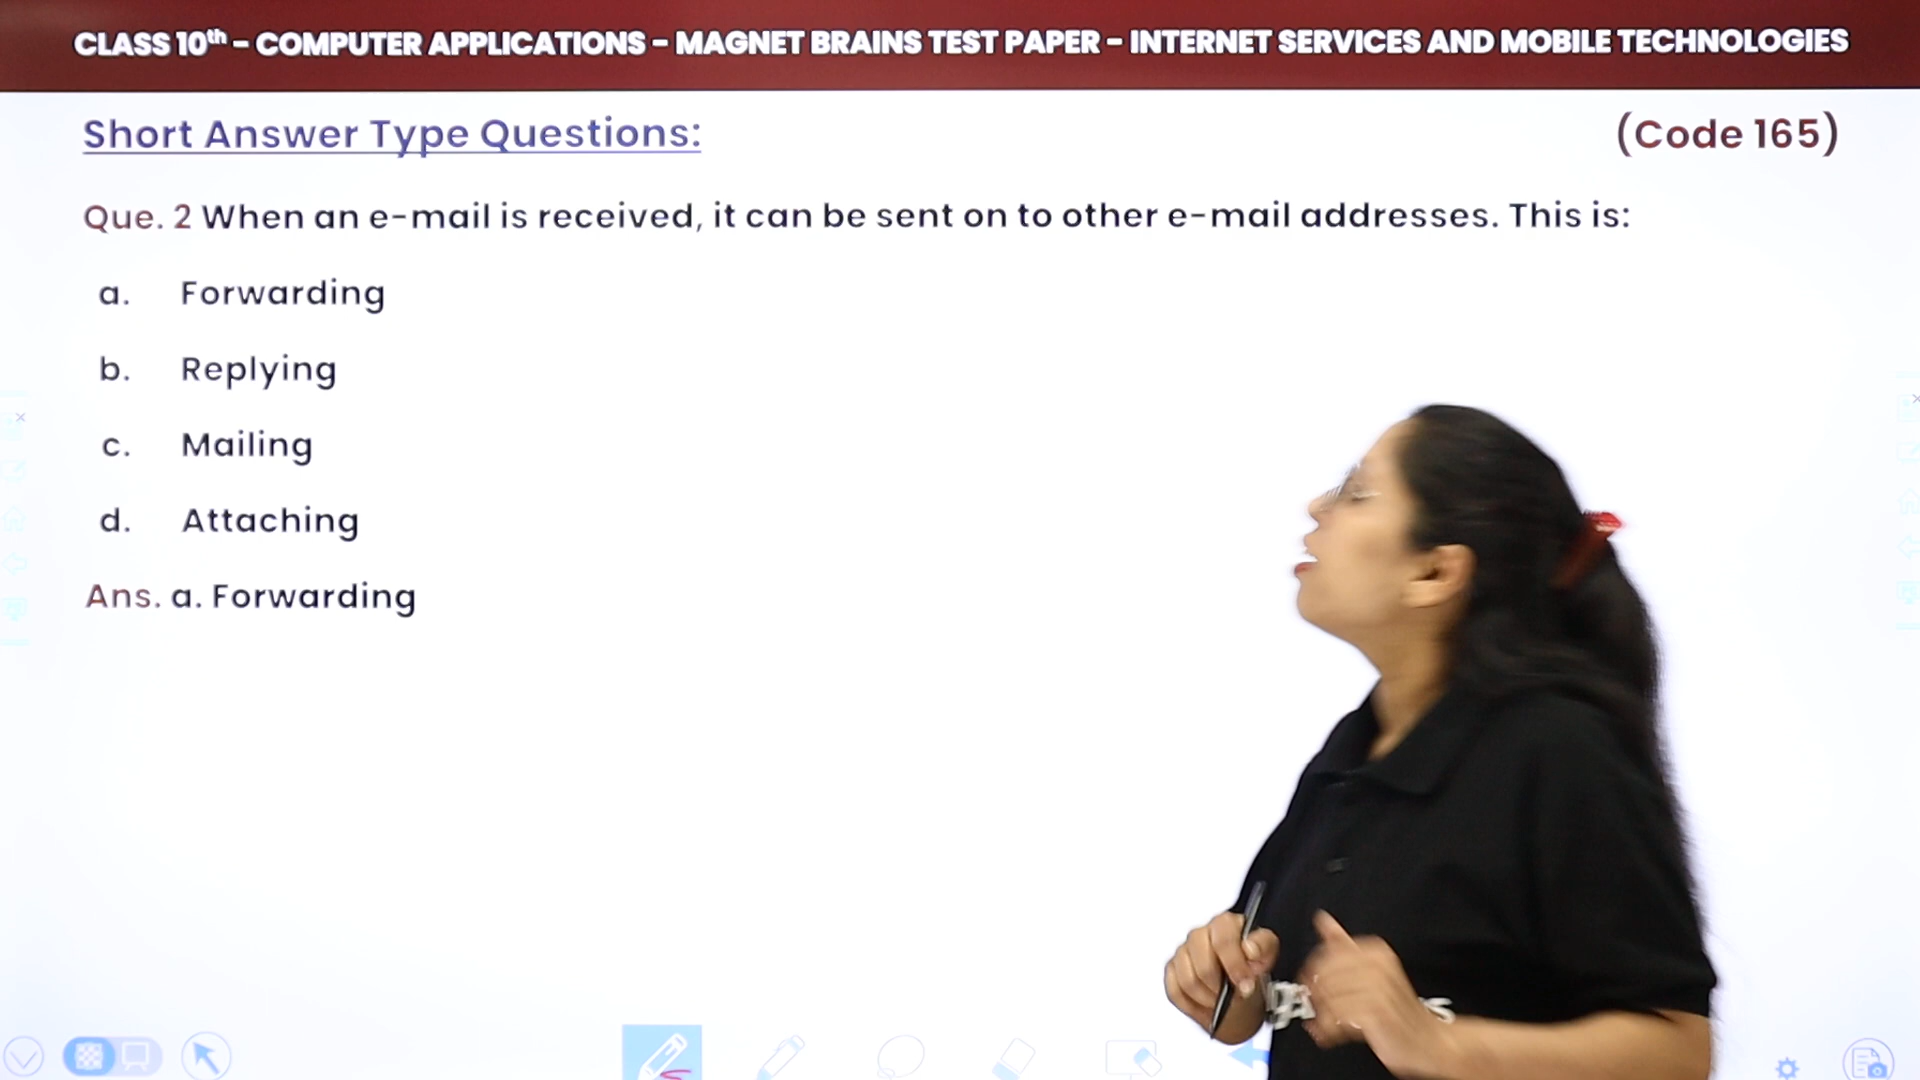 CLASS 10th - COMPUTER APPLICATIONS - MAGNET BRAINS TEST PAPER - INTERNET SERVICES AND MOBILE TECHNOLOGIES
Short Answer Type Questions:
(Code 165)
Que. 2 When an e-mail is received, it can be sent on to other e-mail addresses. This is:
a. Forwarding
b. Replying
c. Mailing
d. Attaching
Ans. a. Forwarding